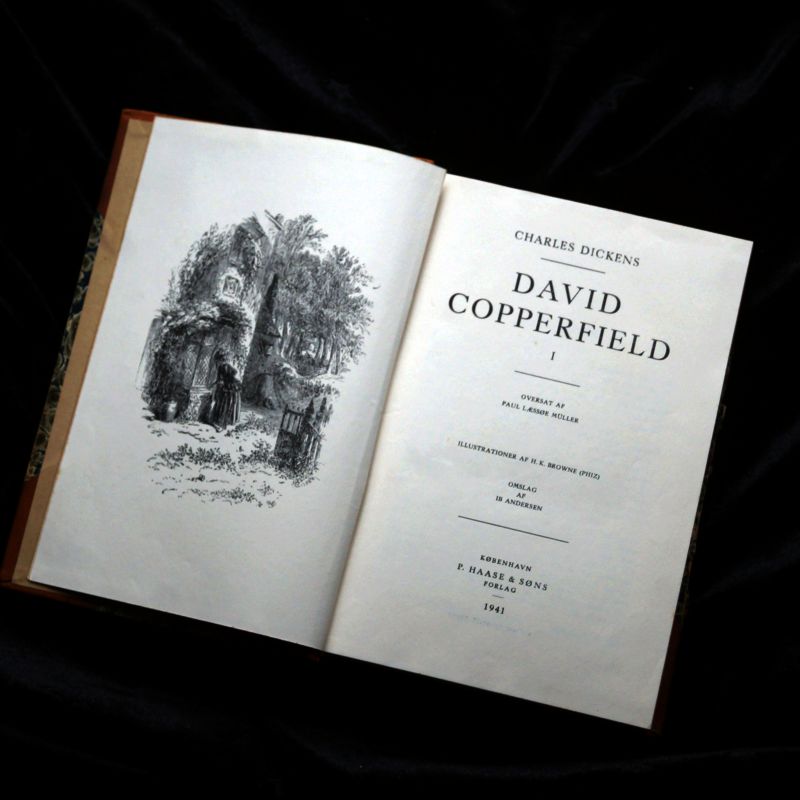 CHARLES DICKENS
DAVID
COPPERFIELD
I
OVERSAT AF
PAUL LÆSSØE MÜLLER
ILLUSTRATIONER AF H. K. BROWNE (PHIZ)
OMSLAG
AF
IB ANDERSEN
KØBENHAVN
P. HAASE & SØNS
FORLAG
1941